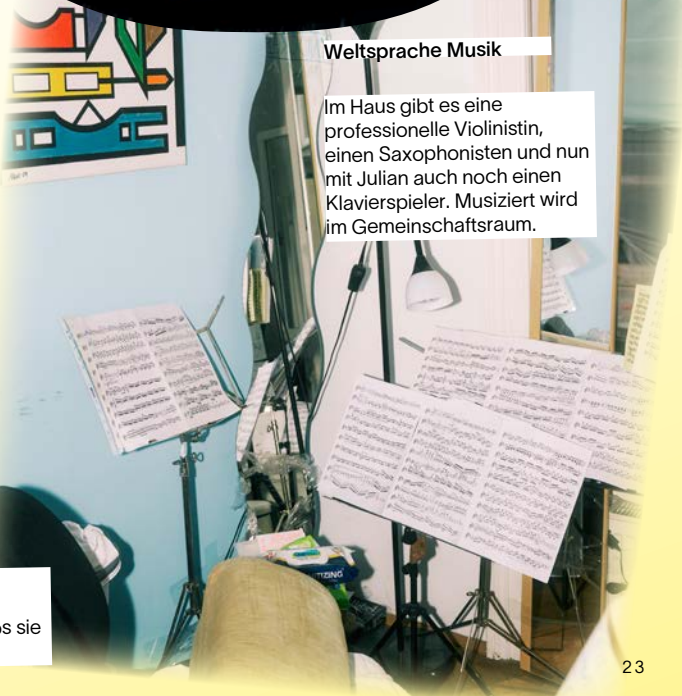 Weltsprache Musik
Im Haus gibt es eine
professionelle Violinistin,
einen Saxophonisten und nun
mit Julian auch noch einen
Klavierspieler. Musiziert wird
im Gemeinschaftsraum.
sie
23